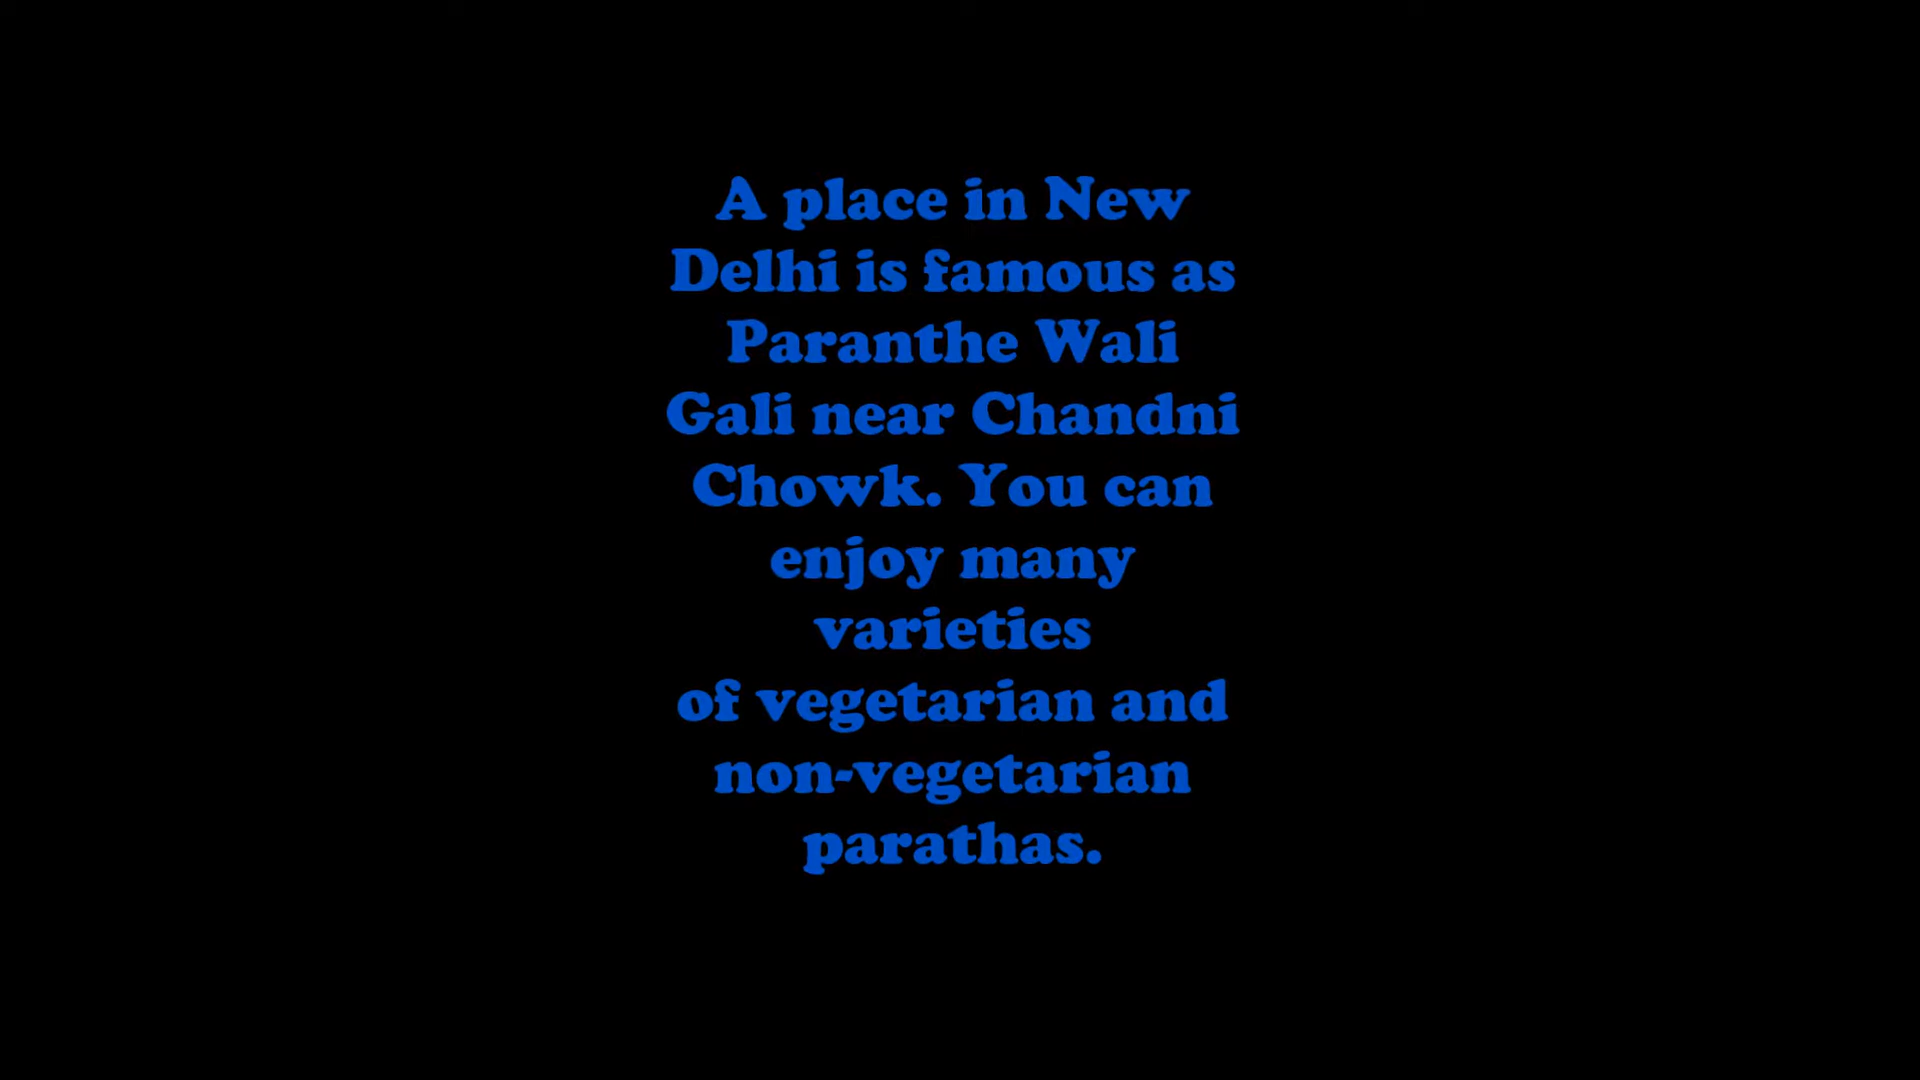 A place in New
Delhi is famous as
Paranthe Wali
Gali near Chandni
Chowk. You can
enjoy many
varieties
of vegetarian and
non-vegetarian
parathas.